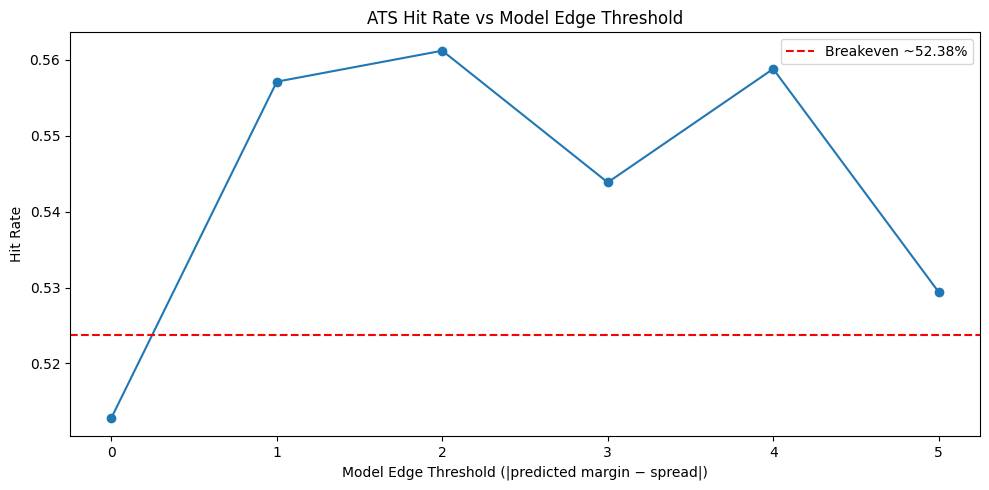 ATS Hit Rate vs Model Edge Threshold
Breakeven ~52.38%
Hit Rate
0.56
0.55
0.54
0.53
0.52
0 1 2 3 4 5
Model Edge Threshold (|predicted margin − spread|)